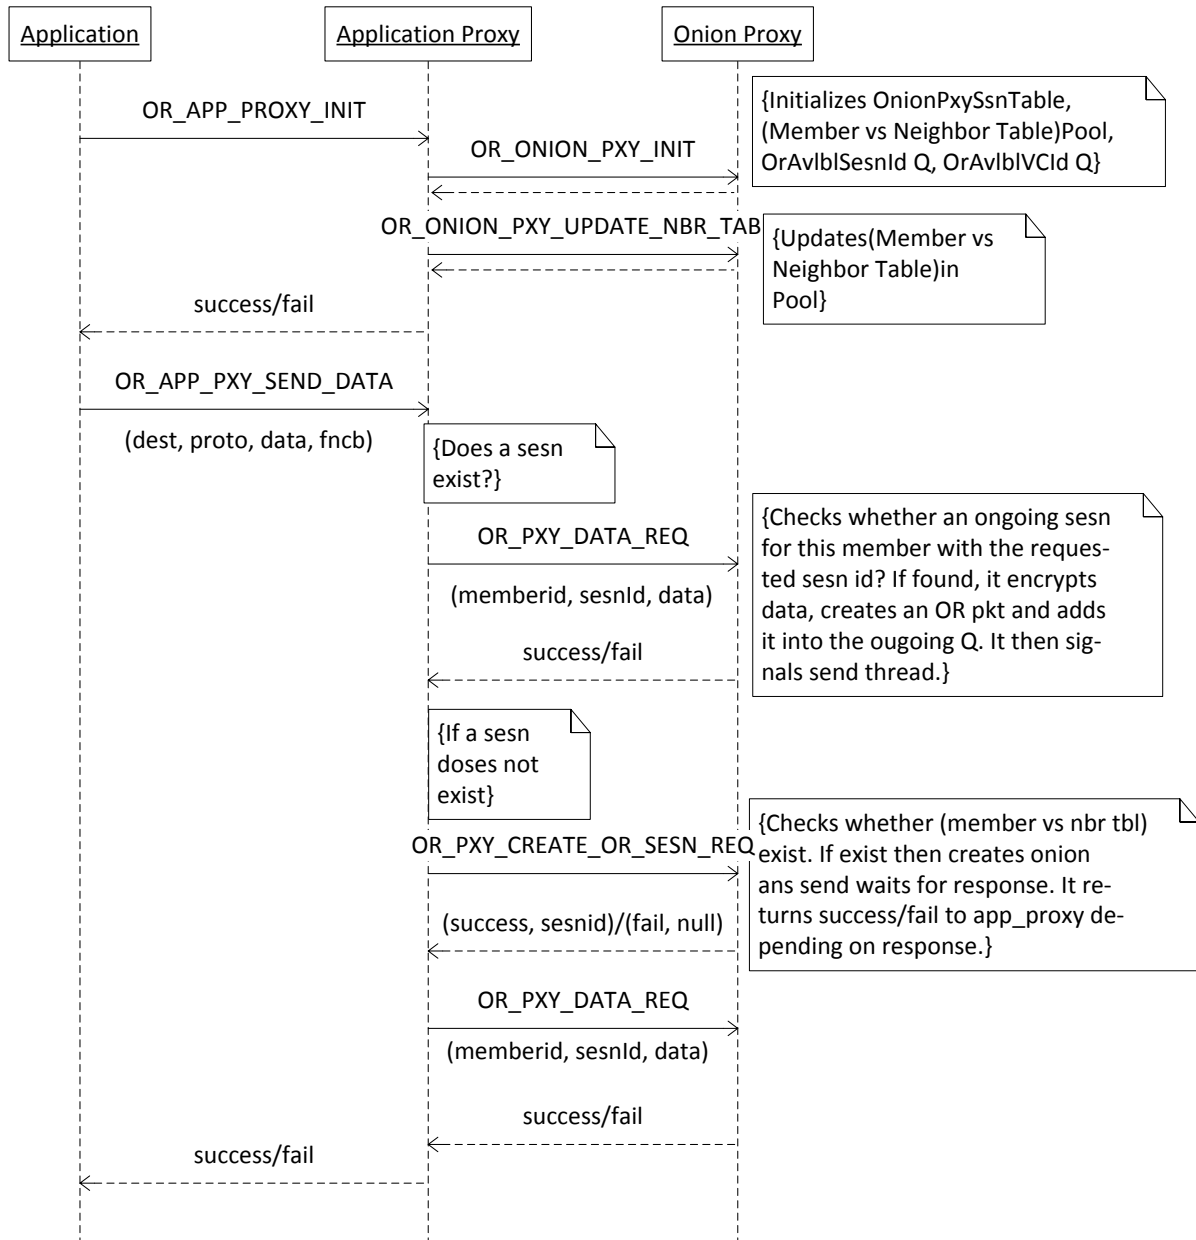 Application
Application Proxy
Onion Proxy
OR_APP_PROXY_INIT
{Initializes OnionPxySsnTable,
(Member vs Neighbor Table)Pool,
OrAvlblSesnId Q, OrAvlblVCId Q}
OR_ONION_PXY_INIT
OR_ONION_PXY_UPDATE_NBR_TAB
{Updates(Member vs
Neighbor Table)in
Pool}
success/fail
OR_APP_PXY_SEND_DATA
(dest, proto, data, fncb)
{Does a sesn
exist?}
OR_PXY_DATA_REQ
(memberid, sesnId, data)
{Checks whether an ongoing sesn
for this member with the reques-
ted sesn id? If found, it encrypts
data, creates an OR pkt and adds
it into the ougoing Q. It then sig-
nals send thread.}
success/fail
{If a sesn
doses not
exist}
OR_PXY_CREATE_OR_SESN_REQ
{Checks whether (member vs nbr tbl)
exist. If exist then creates onion
ans send waits for response. It re-
turns success/fail to app_proxy de-
pending on response.}
(success, sesnid)/(fail, null)
OR_PXY_DATA_REQ
(memberid, sesnId, data)
success/fail
success/fail